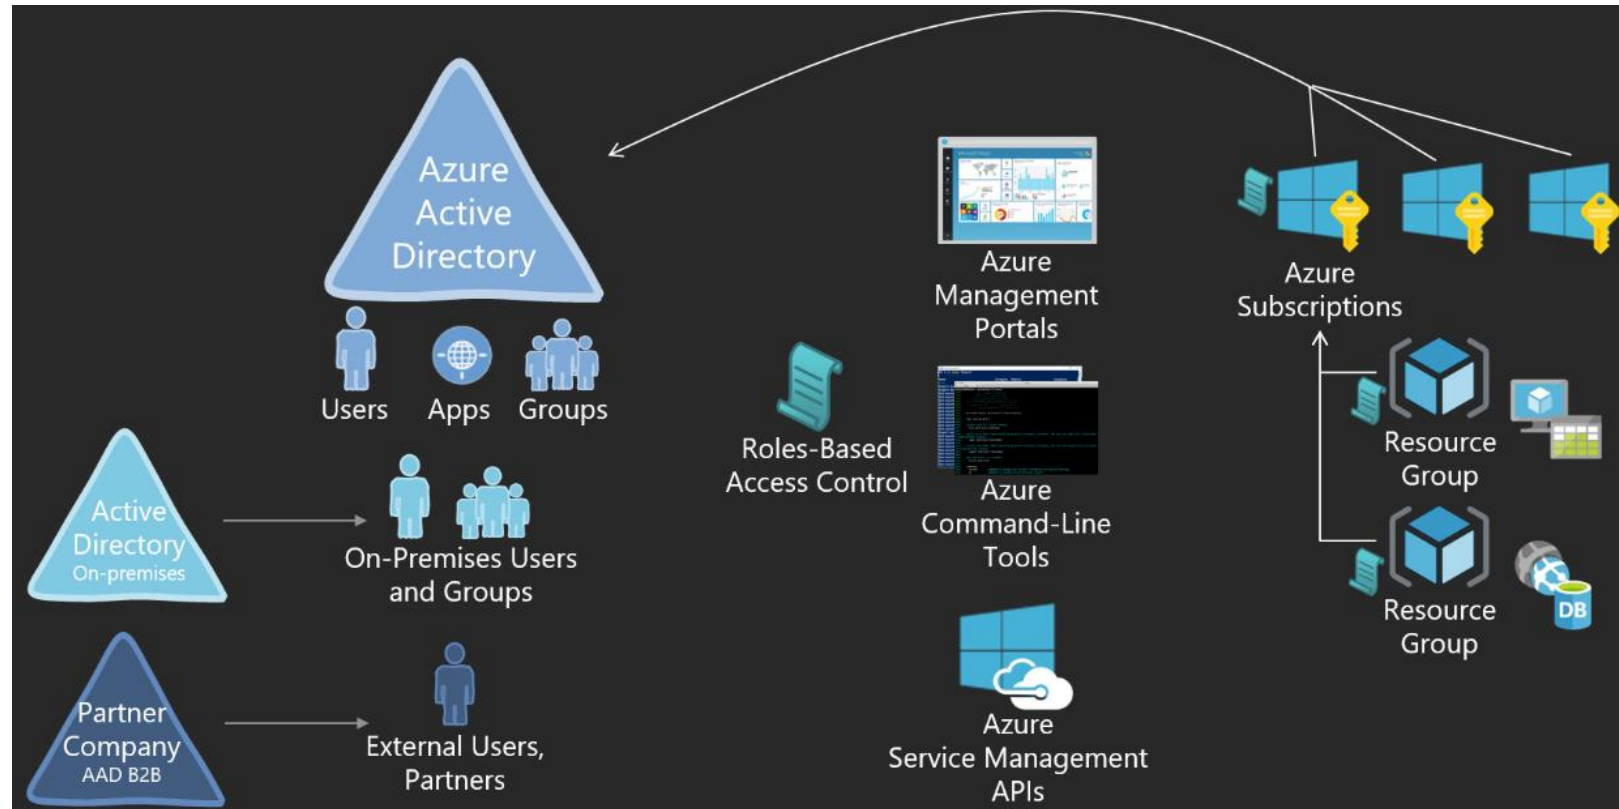 Azure
Active
Directory
Users
Apps
Groups
Active
Directory
On-premises
On-Premises Users
and Groups
Partner
Company
AAD B2B
External Users,
Partners
Roles-Based
Access Control
Azure
Management
Portals
Azure
Command-Line
Tools
Azure
Service Management
APIs
Azure
Subscriptions
Resource
Group
Resource
Group
DB